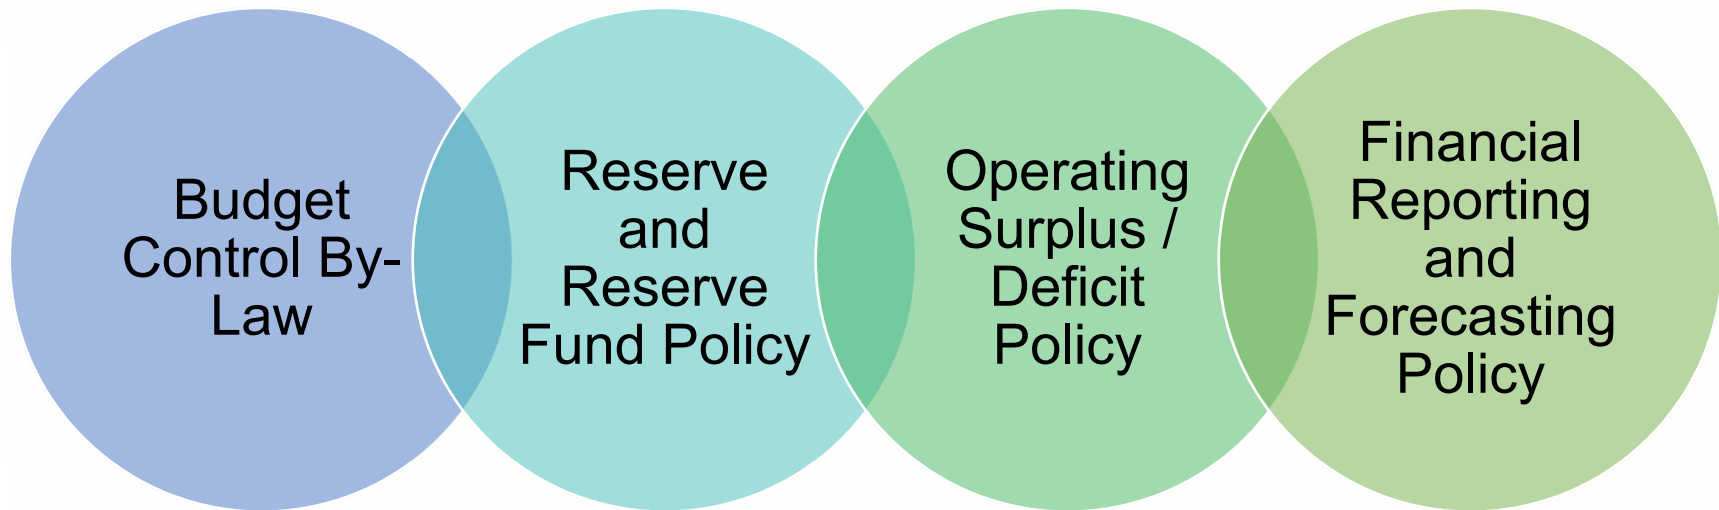 Budget
Control By-
Law
Reserve
and
Reserve
Fund Policy
Operating
Surplus /
Deficit
Policy
Financial
Reporting
and
Forecasting
Policy